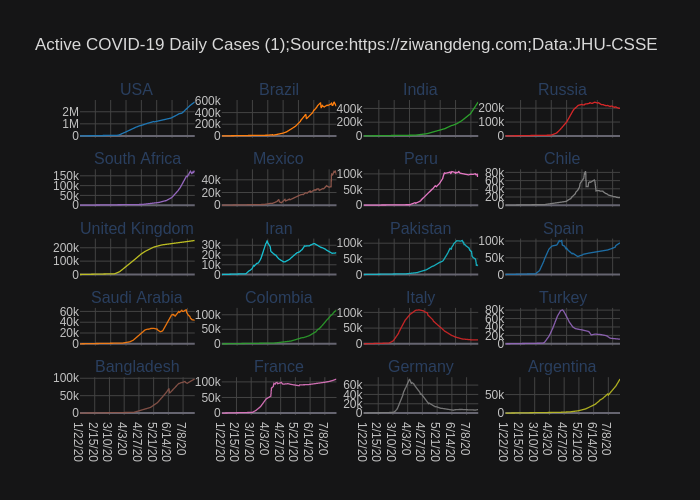 Active COVID-19 Daily Cases (1);Source:https://ziwangdeng.com;Data:JHU-CSSE
USA Brazil India Russia
2M 1M 0
600k 400k 200k 0
400k 200k 0
200k 100k 0
South Africa Mexico Peru Chile
150k 100k 50k 0
40k 20k 0
100k 50k 0
80k 60k 40k 20k 0
United Kingdom Iran Pakistan Spain
200k 100k 0
30k 20k 10k 0
100k 50k 0
100k 50k 0
Saudi Arabia Colombia Italy Turkey
60k 40k 20k 0
100k 50k 0
100k 50k 0
80k 60k 40k 20k 0
Bangladesh France Germany Argentina
100k 50k 0
100k 50k 0
60k 40k 20k 0
50k 0
1/22/20 2/15/20 3/10/20 4/3/20 4/27/20 5/21/20 6/14/20 7/8/20
1/22/20 2/15/20 3/10/20 4/3/20 4/27/20 5/21/20 6/14/20 7/8/20
1/22/20 2/15/20 3/10/20 4/3/20 4/27/20 5/21/20 6/14/20 7/8/20
1/22/20 2/15/20 3/10/20 4/3/20 4/27/20 5/21/20 6/14/20 7/8/20